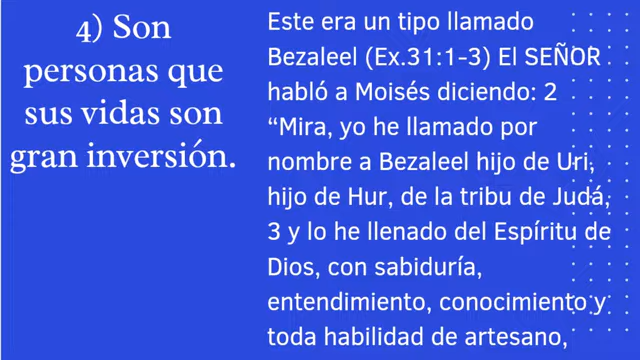 4) Son
personas que
sus vidas son
gran inversión.
Este era un tipo llamado
Bezaleel (Ex.31:1-3) El SEÑOR
habló a Moisés diciendo: 2
“Mira, yo he llamado por
nombre a Bezaleel hijo de Uri,
hijo de Hur, de la tribu de Judá,
3 y lo he llenado del Espíritu de
Dios, con sabiduría,
entendimiento, conocimiento y
toda habilidad de artesano,